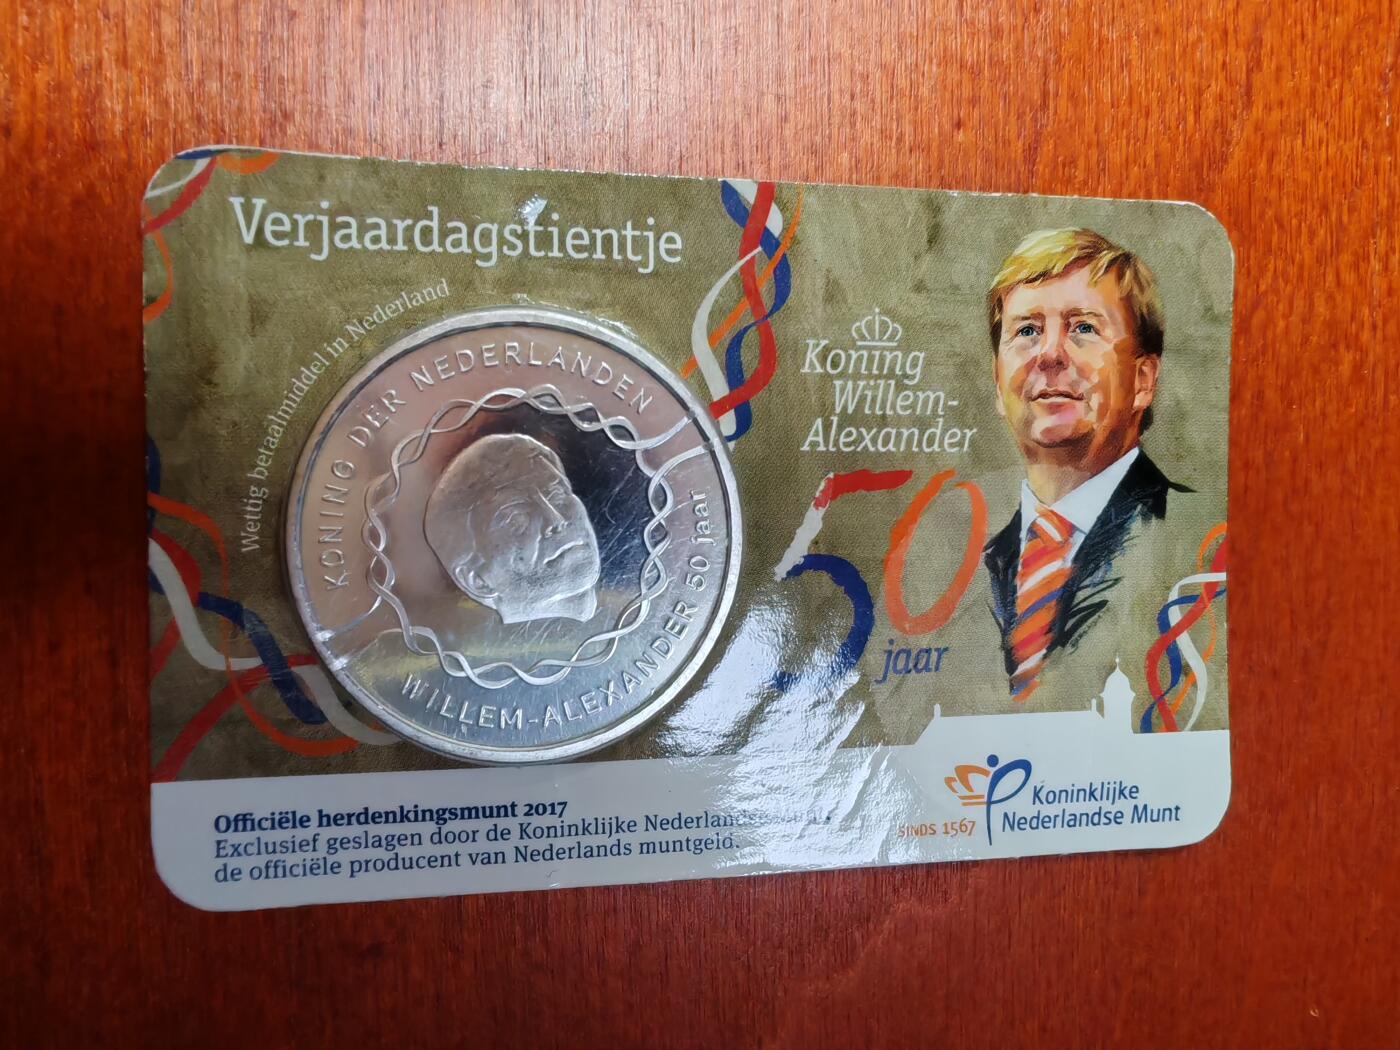 Verjaardagstientje
Wettig betaalmiddel in Nederland
KONING DER NEDERLANDEN
WILLEM-ALEXANDER 50 jaar
Koning
Willem-
Alexander
50
jaar
Officiële herdenkingsmunt 2017
Exclusief geslagen door de Koninklijke
de officiële producent van Nederlands muntgeld.
SINDS 1567
Koninklijke
Nederlandse Munt